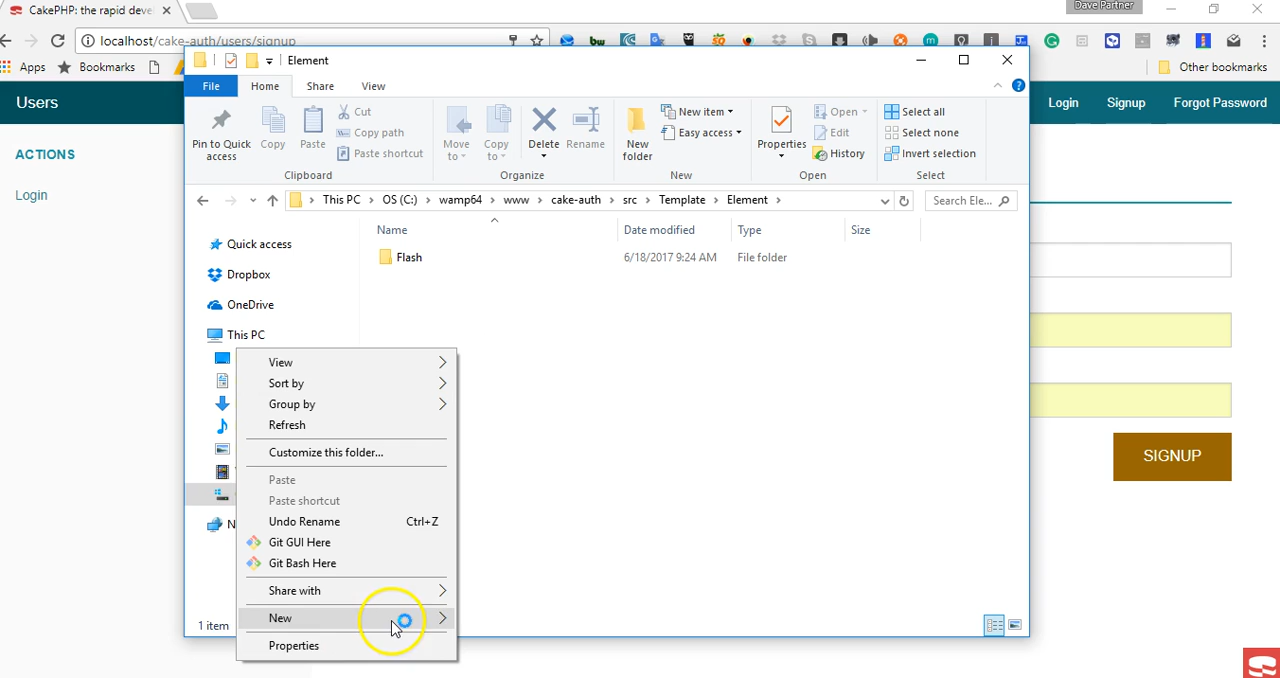 CakePHP: the rapid deve
Dave Partner
localhost/cake-auth/users/signup
Apps
Bookmarks
Other bookmarks
Users
Login
Signup
Forgot Password
ACTIONS
Login
SIGNUP
Element
File
Home
Share
View
Pin to Quick access
Copy
Paste
Cut
Copy path
Paste shortcut
Clipboard
Move to
Copy to
Delete
Rename
Organize
New folder
New item
Easy access
New
Properties
Open
Edit
History
Open
Select all
Select none
Invert selection
Select
This PC > OS (C:) > wamp64 > www > cake-auth > src > Template > Element >
Search Ele...
Name
Date modified
Type
Size
Flash
6/18/2017 9:24 AM
File folder
Quick access
Dropbox
OneDrive
This PC
N
1 item
View
Sort by
Group by
Refresh
Customize this folder...
Paste
Paste shortcut
Undo Rename Ctrl+Z
Git GUI Here
Git Bash Here
Share with
New
Properties